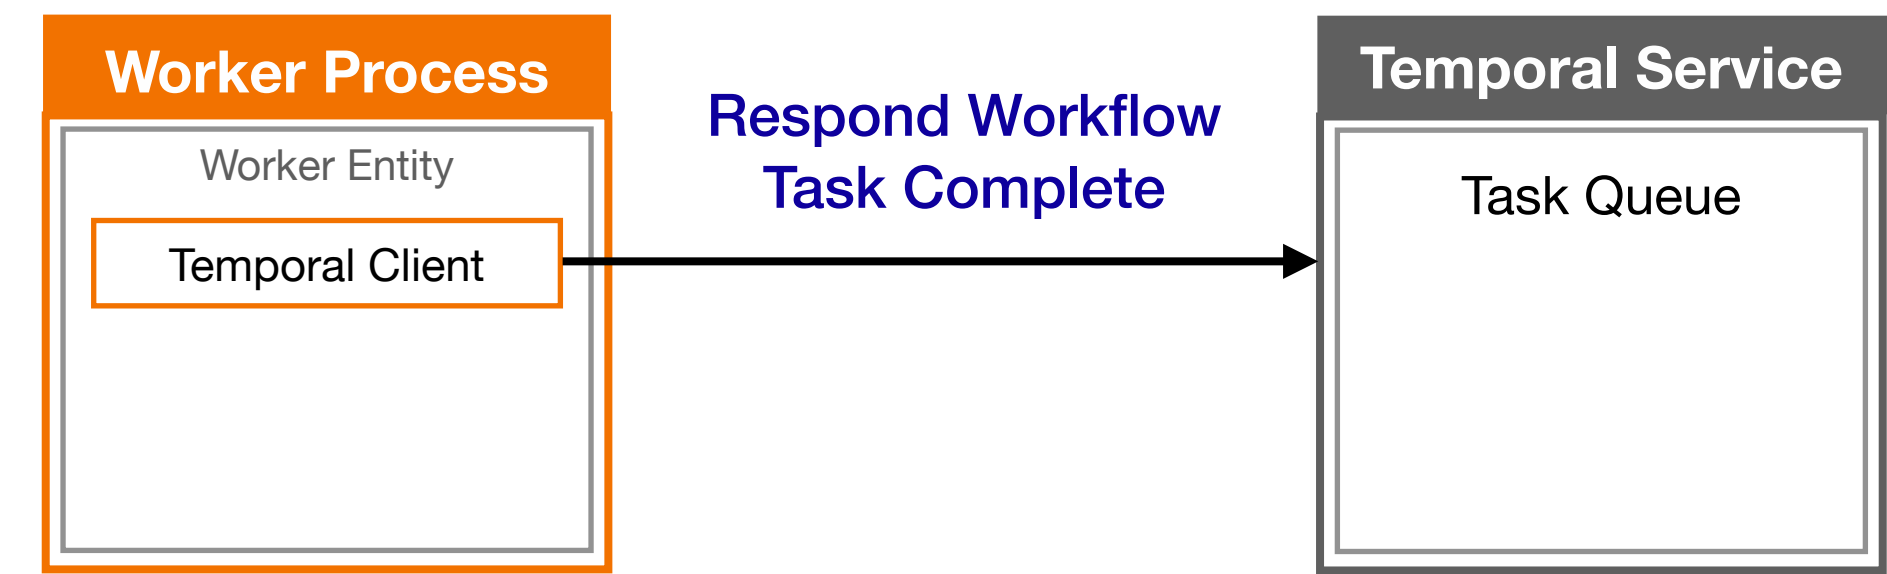 Worker Process
Worker Entity
Temporal Client
Respond Workflow
Task Complete
Temporal Service
Task Queue